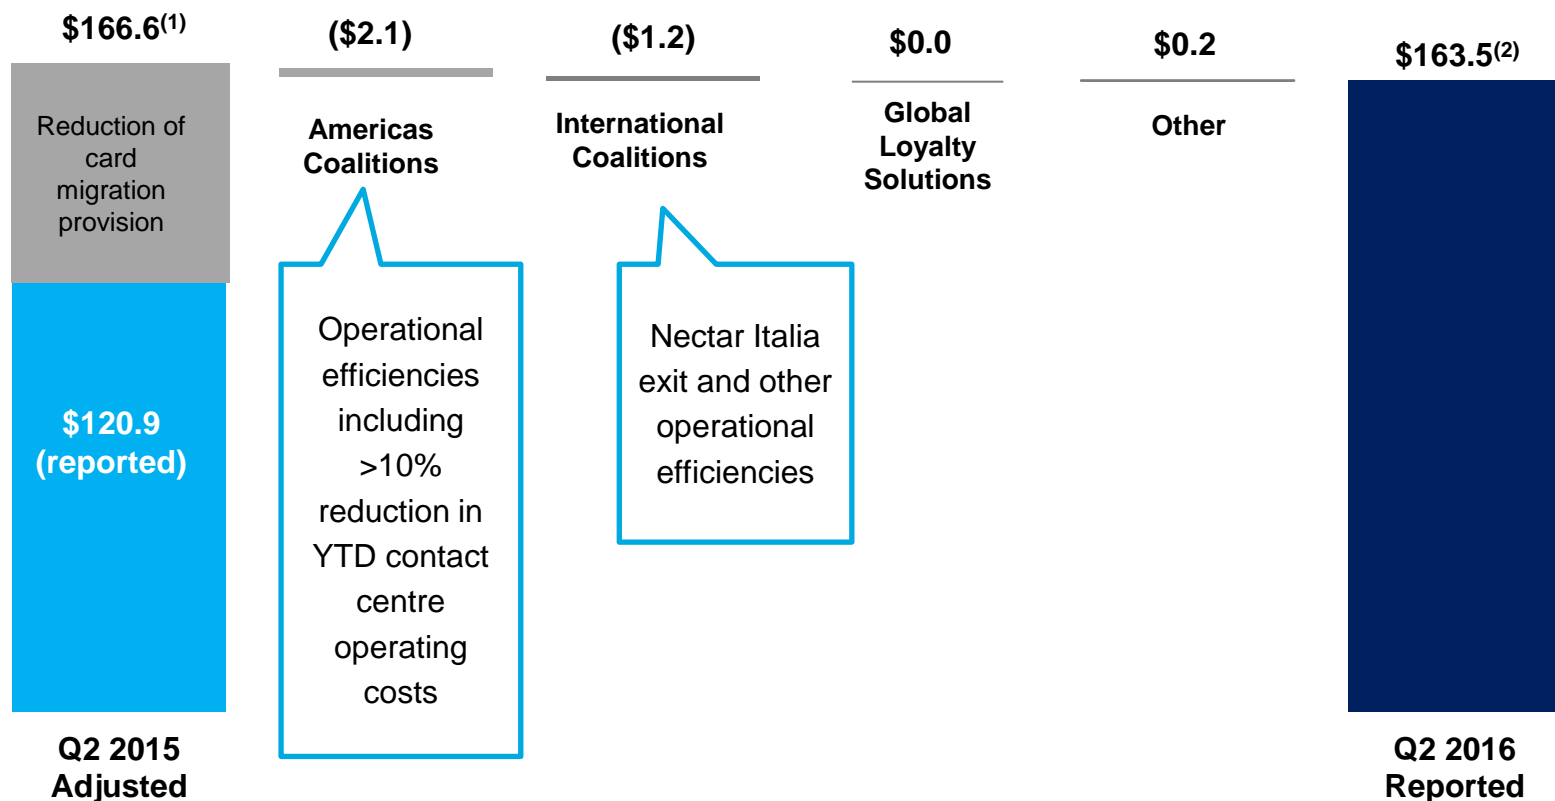 $166.6(1)
Reduction of
card
migration
provision
$120.9
(reported)
Q2 2015
Adjusted
($2.1)
Americas
Coalitions
Operational
efficiencies
including
>10%
reduction in
YTD contact
centre
operating
costs
($1.2)
International
Coalitions
Nectar Italia
exit and other
operational
efficiencies
$0.0
Global
Loyalty
Solutions
$0.2
Other
$163.5(2)
Q2 2016
Reported